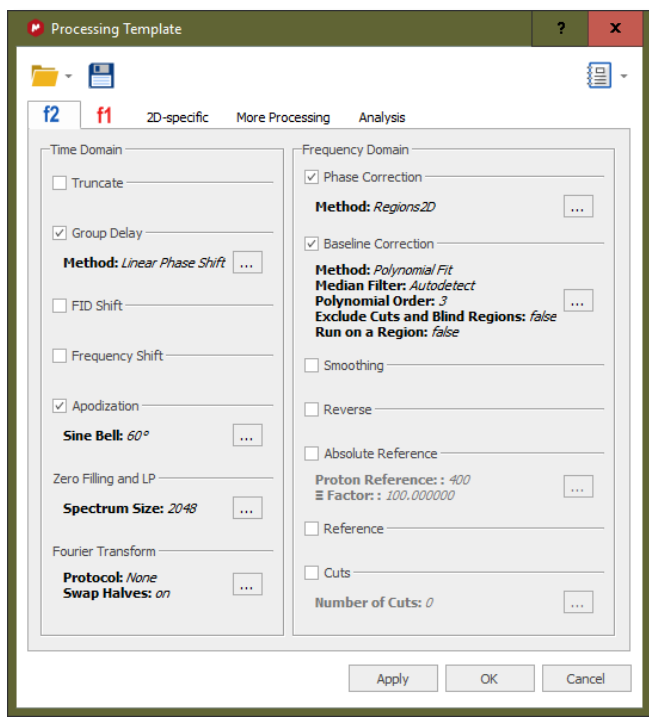 Processing Template
? x
f2 f1 2D-specific More Processing Analysis
Time Domain
Truncate
Group Delay
Method: Linear Phase Shift ...
FID Shift
Frequency Shift
Apodization
Sine Bell: 60° ...
Zero Filling and LP
Spectrum Size: 2048 ...
Fourier Transform
Protocol: None
Swap Halves: on ...
Frequency Domain
Phase Correction
Method: Regions2D ...
Baseline Correction
Method: Polynomial Fit
Median Filter: Autodetect
Polynomial Order: 3 ...
Exclude Cuts and Blind Regions: false
Run on a Region: false
Smoothing
Reverse
Absolute Reference
Proton Reference: : 400
Ξ Factor: : 100.000000 ...
Reference
Cuts
Number of Cuts: 0 ...
Apply OK Cancel